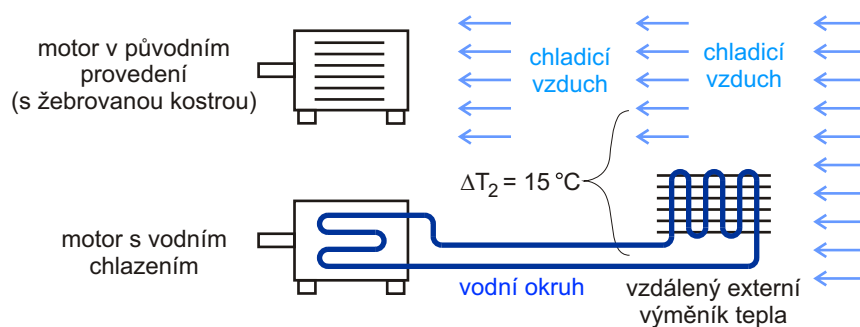 motor v původním
provedení
(s žebrovanou kostrou)
chladicí
vzduch
chladicí
vzduch
ΔT2 = 15 °C
motor s vodním
chlazením
vodní okruh
vzdálený externí
výměník tepla